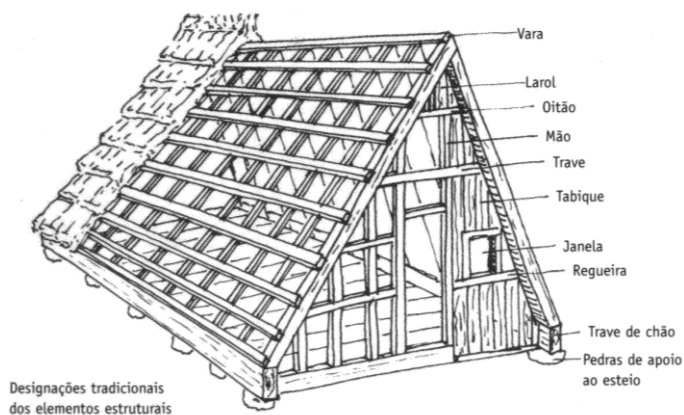 Vara
Larol
Oitão
Mão
Trave
Tabique
Janela
Regueira
Trave de chão
Pedras de apoio
ao esteio
Designações tradicionais
dos elementos estruturais